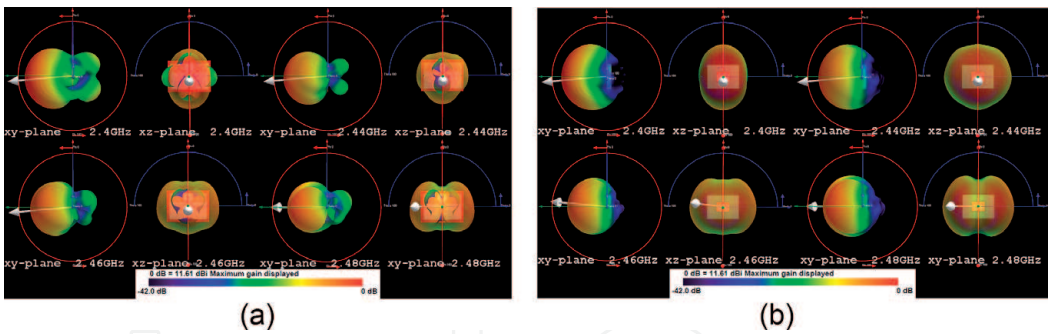 xy-plane 2.4GHz xz-plane 2.4GHz xy-plane 2.44GHz xz-plane 2.44GHz
xy-plane 2.46GHz xz-plane 2.46GHz xy-plane 2.48GHz xz-plane 2.48GHz
0 dB = 11.61 dBi Maximum gain displayed
-42.0 dB 0 dB
(a)
xy-plane 2.4GHz xz-plane 2.4GHz xy-plane 2.44GHz xz-plane 2.44GHz
xy-plane 2.46GHz xz-plane 2.46GHz xy-plane 2.48GHz xz-plane 2.48GHz
0 dB = 11.61 dBi Maximum gain displayed
-42.0 dB 0 dB
(b)